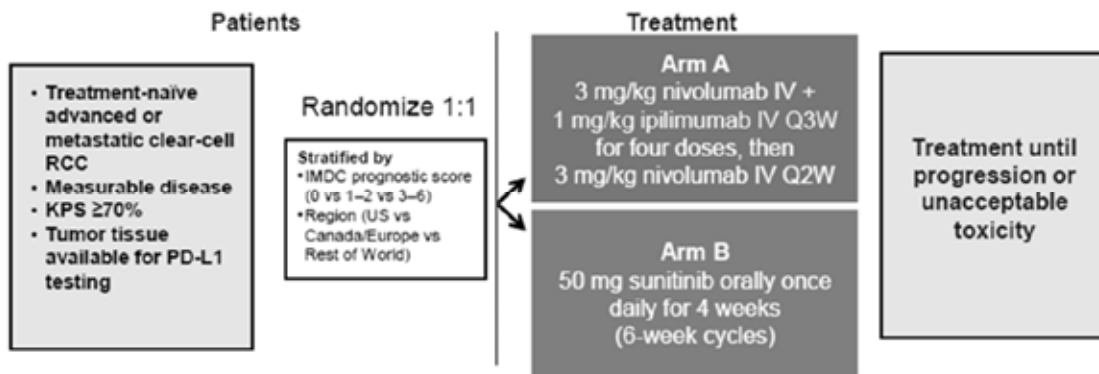 Patients
Treatment
• Treatment-naïve
advanced or
metastatic clear-cell
RCC
• Measurable disease
• KPS ≥70%
• Tumor tissue
available for PD-L1
testing
Randomize 1:1
Stratified by
•IMDC prognostic score
(0 vs 1–2 vs 3–6)
•Region (US vs
Canada/Europe vs
Rest of World)
Arm A
3 mg/kg nivolumab IV +
1 mg/kg ipilimumab IV Q3W
for four doses, then
3 mg/kg nivolumab IV Q2W
Arm B
50 mg sunitinib orally once
daily for 4 weeks
(6-week cycles)
Treatment until
progression or
unacceptable
toxicity